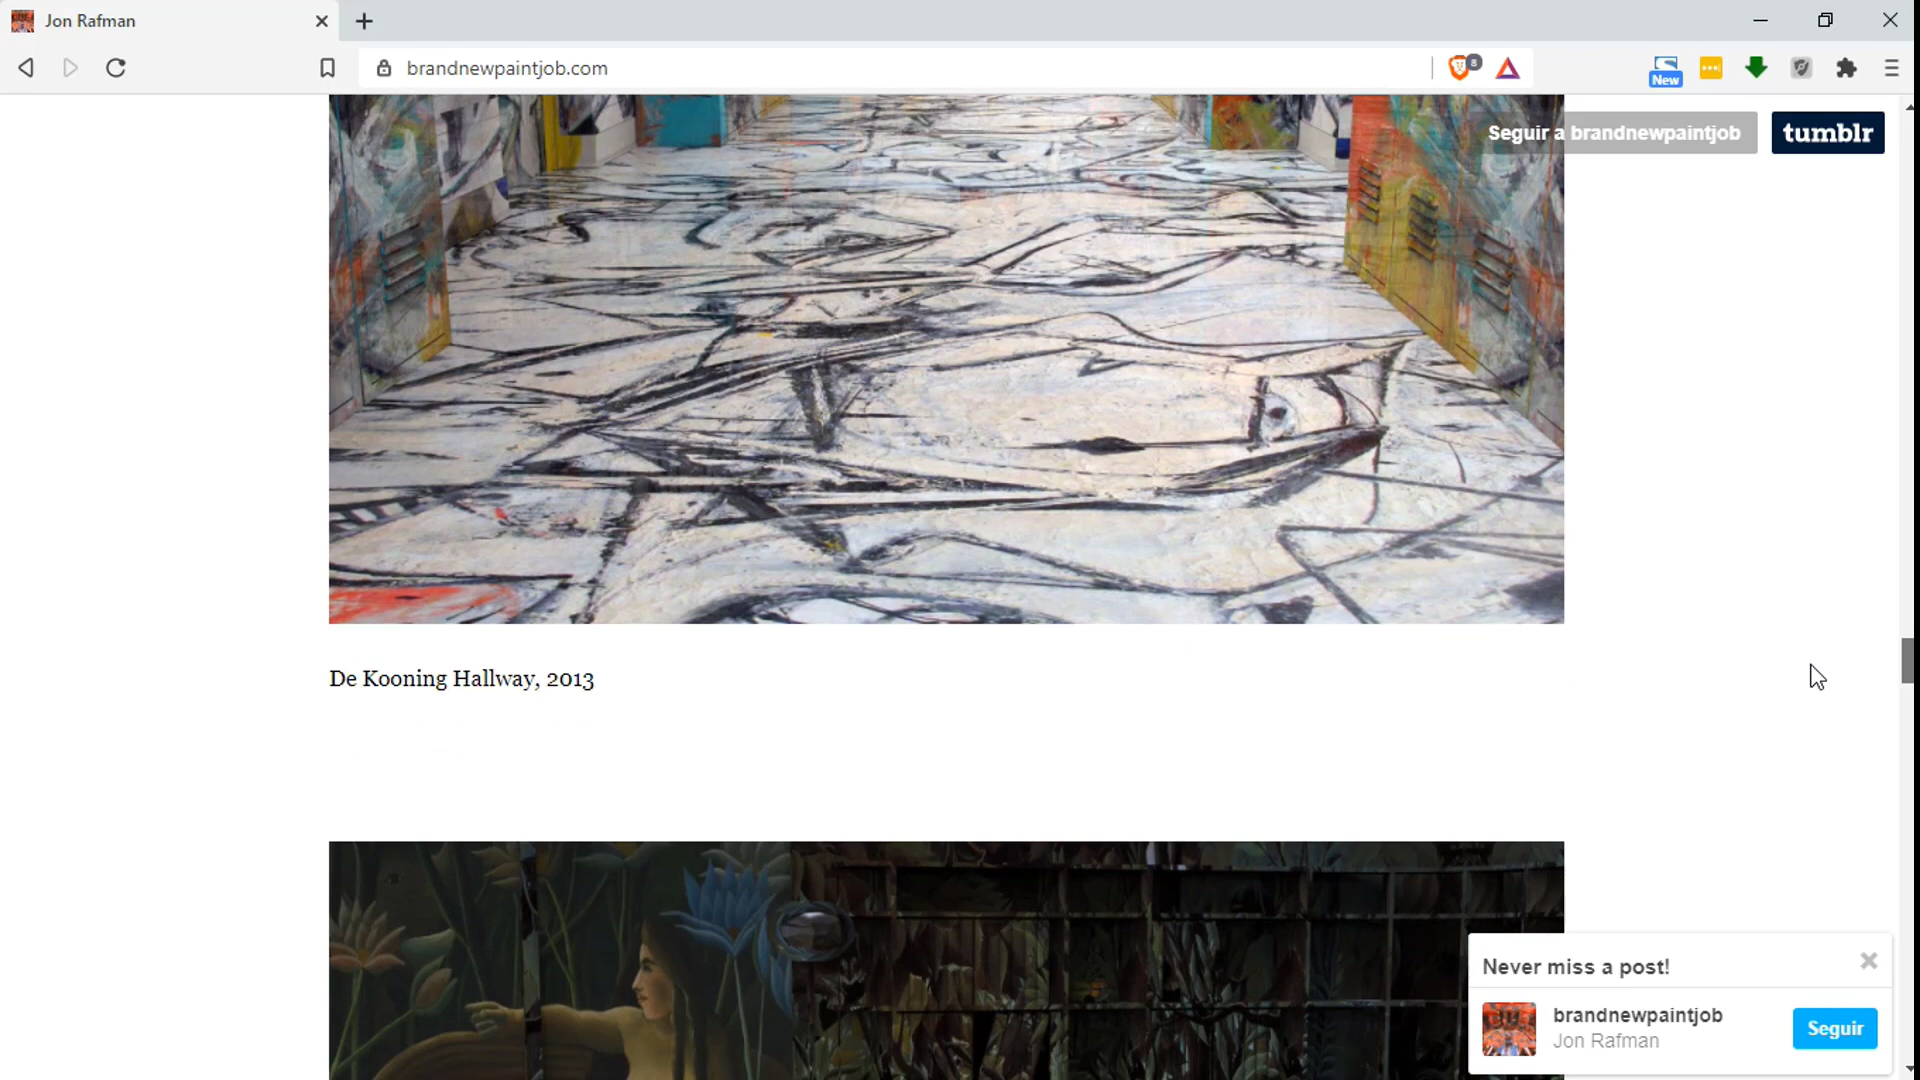 Jon Rafman
brandnewpaintjob.com
8
New
Seguir a brandnewpaintjob
tumblr
De Kooning Hallway, 2013
Never miss a post!
brandnewpaintjob
Jon Rafman
Seguir